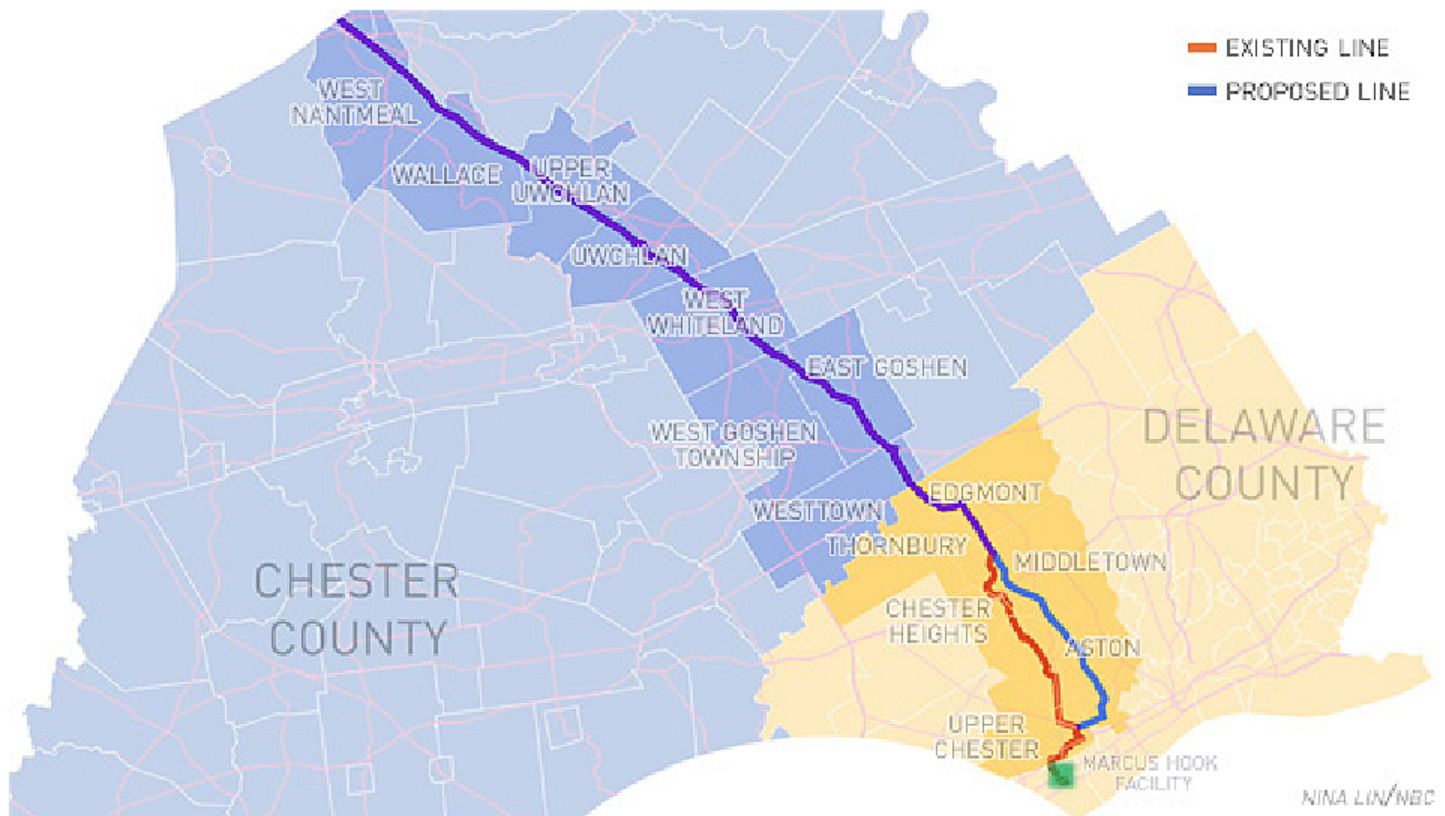 EXISTING LINE
PROPOSED LINE
WEST
NANTMEAL
WALLACE
UPPER
UWCHLAN
UWCHLAN
WEST
WHITELAND
EAST GOSHEN
WEST GOSHEN
TOWNSHIP
DELAWARE
COUNTY
EDGMONT
WESTTOWN
THORNBURY
MIDDLETOWN
CHESTER
COUNTY
CHESTER
HEIGHTS
ASTON
UPPER
CHESTER
MARCUS HOOK
FACILITY
NINA LIN/NBC